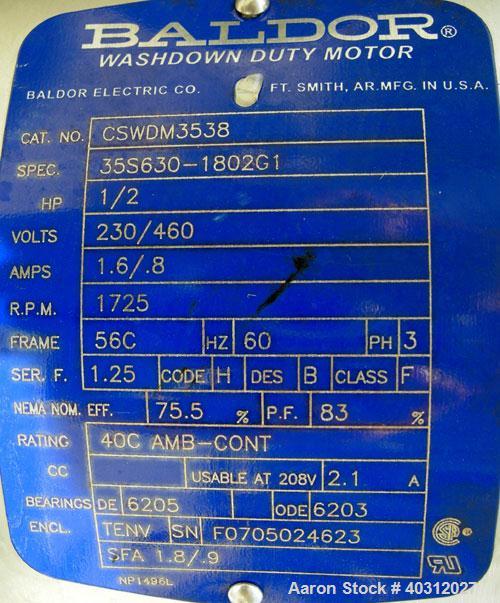 BALDOR®
WASHDOWN DUTY MOTOR
BALDOR ELECTRIC CO. FT. SMITH, AR.MFG. IN U.S.A.
CAT. NO. CSWDM3538
SPEC. 35S630-1802G1
HP 1/2
VOLTS 230/460
AMPS 1.6/.8
R.P.M. 1725
FRAME 56C HZ 60 PH 3
SER. F. 1.25 CODE H DES B CLASS F
NEMA NOM. EFF. 75.5 % P.F. 83 %
RATING 40C AMB-CONT
CC USABLE AT 208V 2.1 A
BEARINGS DE 6205 ODE 6203
ENCL. TENV SN F0705024623
SFA 1.8/.9
NP1496L
Aaron Stock # 40312027